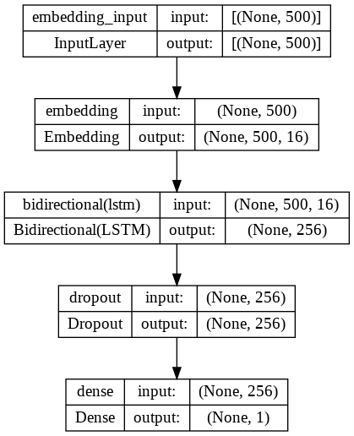 embedding_input input: [(None, 500)]
InputLayer output: [(None, 500)]
embedding input: (None, 500)
Embedding output: (None, 500, 16)
bidirectional(lstm) input: (None, 500, 16)
Bidirectional(LSTM) output: (None, 256)
dropout input: (None, 256)
Dropout output: (None, 256)
dense input: (None, 256)
Dense output: (None, 1)